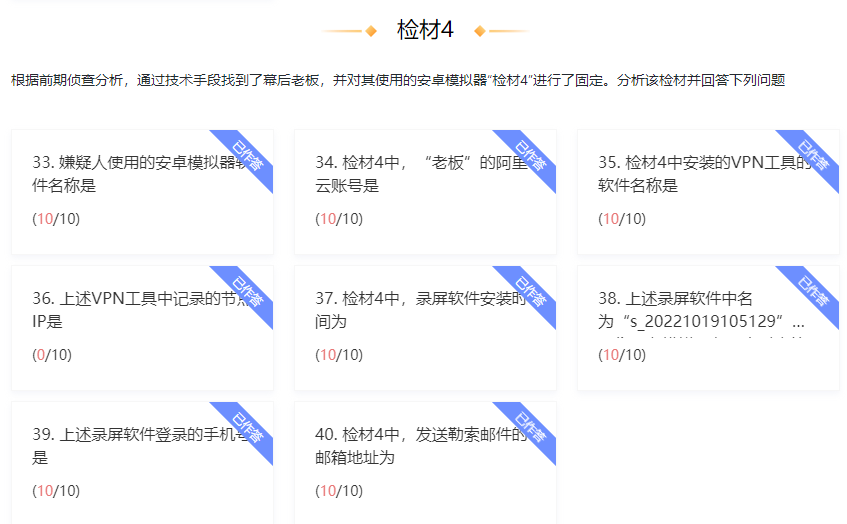 检材4
根据前期侦查分析，通过技术手段找到了幕后老板，并对其使用的安卓模拟器“检材4”进行了固定。分析该检材并回答下列问题
已作答
33. 嫌疑人使用的安卓模拟器软
件名称是
(10/10)
已作答
34. 检材4中，“老板”的阿里
云账号是
(10/10)
已作答
35. 检材4中安装的VPN工具的
软件名称是
(10/10)
已作答
36. 上述VPN工具中记录的节点
IP是
(0/10)
已作答
37. 检材4中，录屏软件安装时
间为
(10/10)
已作答
38. 上述录屏软件中名
为“s_20221019105129”...
(10/10)
已作答
39. 上述录屏软件登录的手机号
是
(10/10)
已作答
40. 检材4中，发送勒索邮件的
邮箱地址为
(10/10)